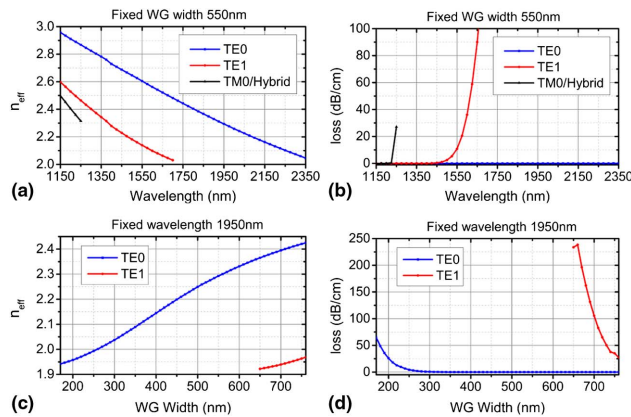 Fixed WG width 550nm
3.0
2.8
2.6
2.4
2.2
2.0
n_eff
TE0
TE1
TM0/Hybrid
1150 1350 1550 1750 1950 2150 2350
Wavelength (nm)
(a)
Fixed WG width 550nm
100
80
60
40
20
0
loss (dB/cm)
TE0
TE1
TM0/Hybrid
1150 1350 1550 1750 1950 2150 2350
Wavelength (nm)
(b)
Fixed wavelength 1950nm
2.4
2.3
2.2
2.1
2.0
1.9
n_eff
TE0
TE1
200 300 400 500 600 700
WG Width (nm)
(c)
Fixed wavelength 1950nm
250
200
150
100
50
0
loss (dB/cm)
TE0
TE1
200 300 400 500 600 700
WG Width (nm)
(d)